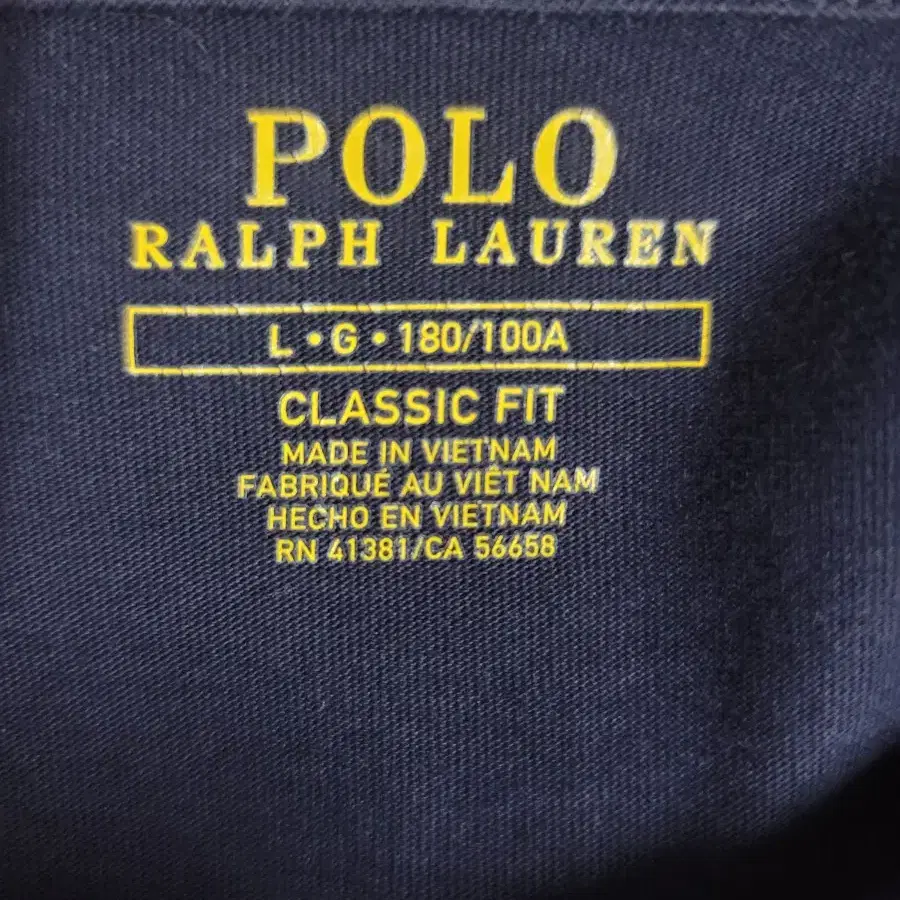 POLO
RALPH LAUREN
L • G • 180/100A
CLASSIC FIT
MADE IN VIETNAM
FABRIQUÉ AU VIÊT NAM
HECHO EN VIETNAM
RN 41381/CA 56658